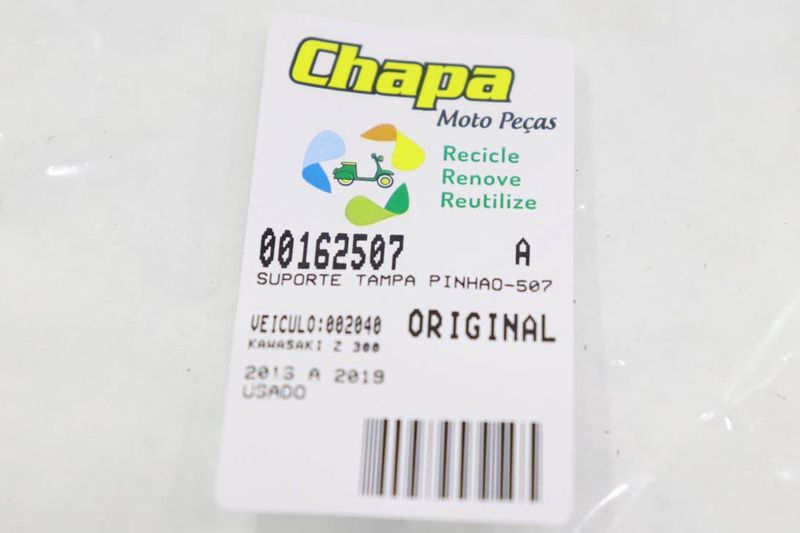 Chapa
Moto Peças
Recicle
Renove
Reutilize
00162507 A
SUPORTE TAMPA PINHAO-507
VEICULO:002040 ORIGINAL
KAWASAKI Z 300
2013 A 2019
USADO